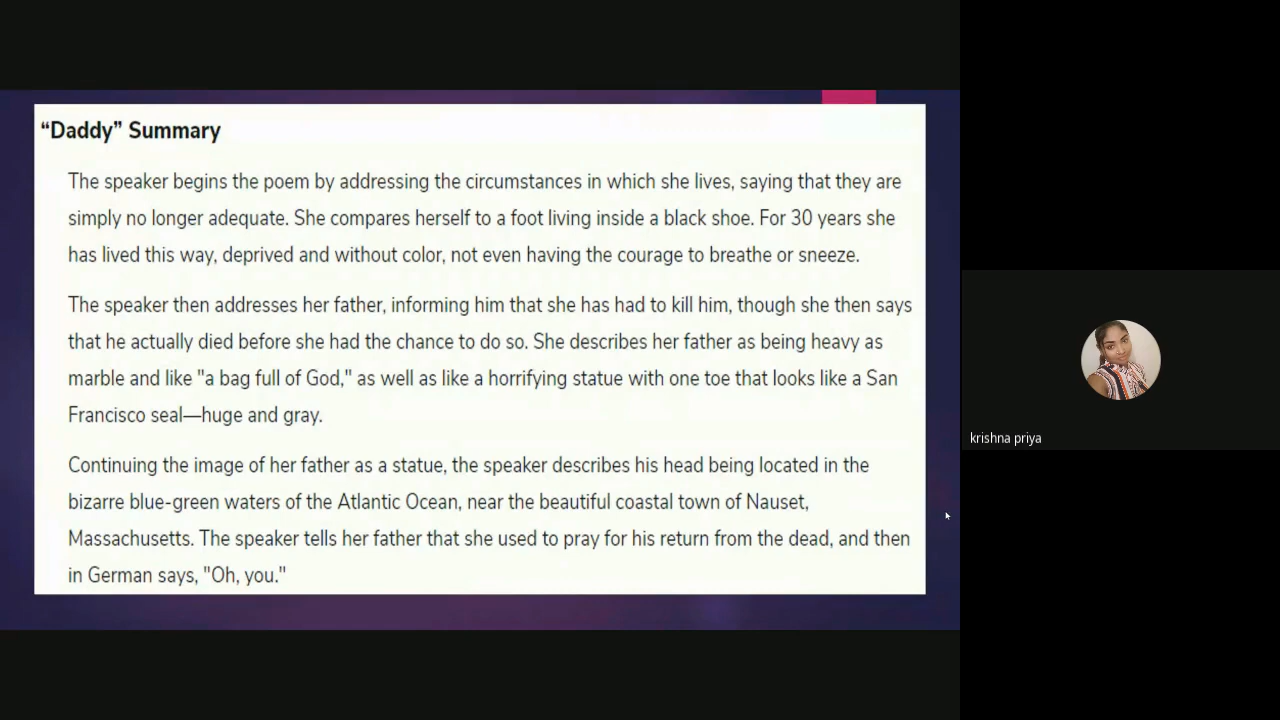 “Daddy” Summary
The speaker begins the poem by addressing the circumstances in which she lives, saying that they are
simply no longer adequate. She compares herself to a foot living inside a black shoe. For 30 years she
has lived this way, deprived and without color, not even having the courage to breathe or sneeze.
The speaker then addresses her father, informing him that she has had to kill him, though she then says
that he actually died before she had the chance to do so. She describes her father as being heavy as
marble and like "a bag full of God," as well as like a horrifying statue with one toe that looks like a San
Francisco seal—huge and gray.
Continuing the image of her father as a statue, the speaker describes his head being located in the
bizarre blue-green waters of the Atlantic Ocean, near the beautiful coastal town of Nauset,
Massachusetts. The speaker tells her father that she used to pray for his return from the dead, and then
in German says, "Oh, you."
krishna priya